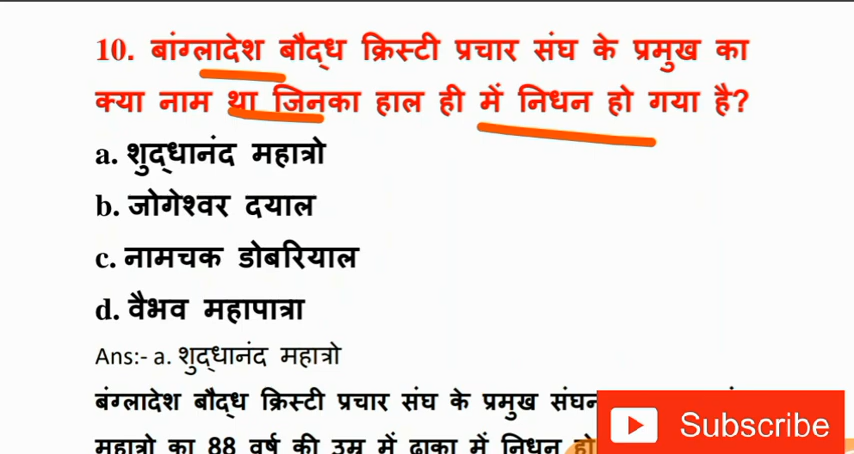 10. बांग्लादेश बौद्ध क्रिस्टी प्रचार संघ के प्रमुख का
क्या नाम था जिनका हाल ही में निधन हो गया है?
a. शुद्धानंद महात्रो
b. जोगेश्वर दयाल
c. नामचक डोबरियाल
d. वैभव महापात्रा
Ans:- a. शुद्धानंद महात्रो
बंग्लादेश बौद्ध क्रिस्टी प्रचार संघ के प्रमुख
महात्रो का 88 वर्ष की उम्र में ढाका में निधन हो
Subscribe